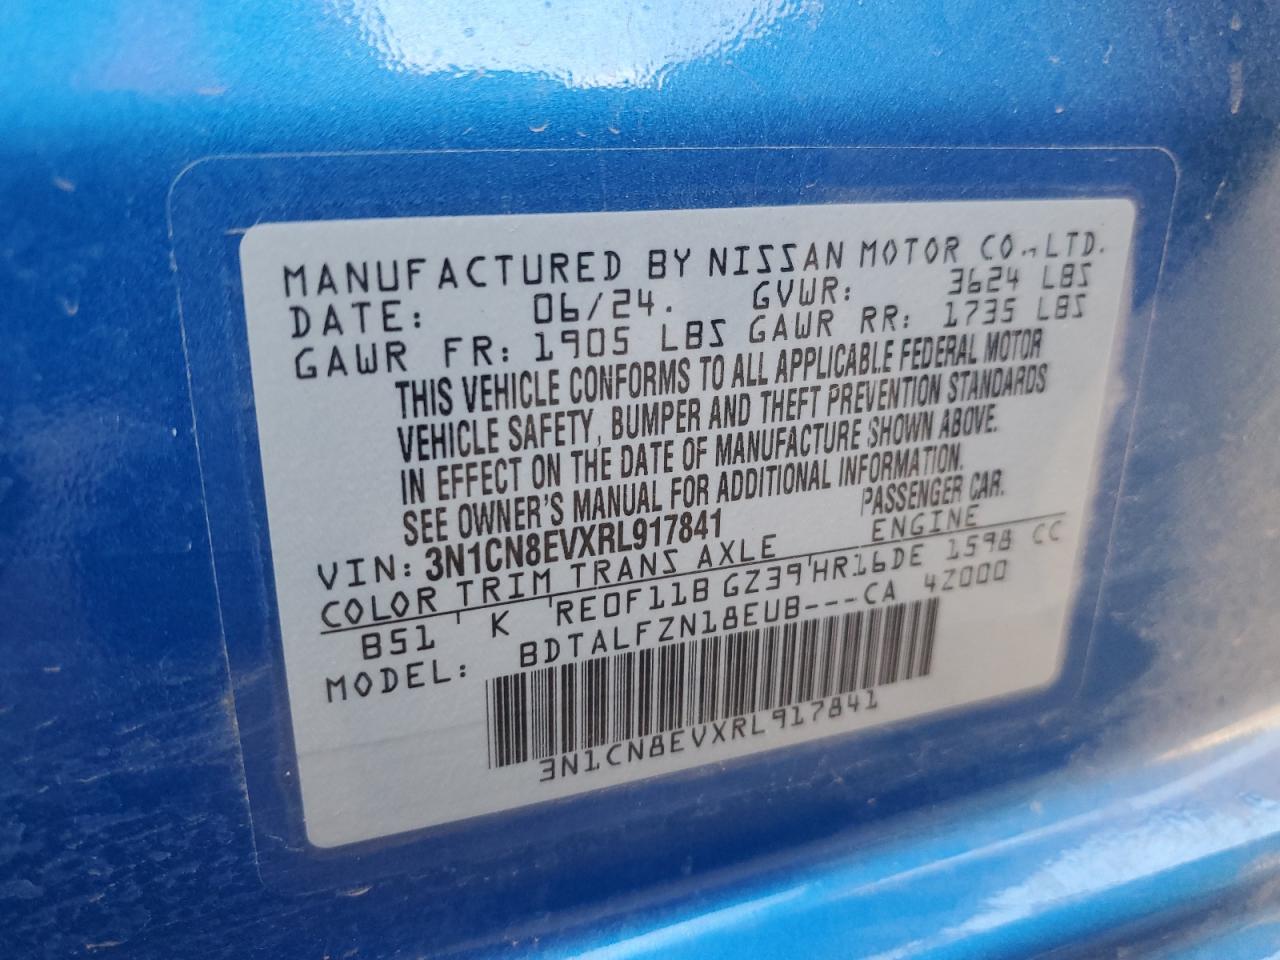 MANUFACTURED BY NISSAN MOTOR CO., LTD.
DATE: 06/24. GVWR: 3624 LBS
GAWR FR: 1905 LBS GAWR RR: 1735 LBS
THIS VEHICLE CONFORMS TO ALL APPLICABLE FEDERAL MOTOR
VEHICLE SAFETY, BUMPER AND THEFT PREVENTION STANDARDS
IN EFFECT ON THE DATE OF MANUFACTURE SHOWN ABOVE.
SEE OWNER'S MANUAL FOR ADDITIONAL INFORMATION.
VIN: 3N1CN8EVXRL917841 PASSENGER CAR.
COLOR TRIM TRANS AXLE ENGINE
B51 K RE0F11B GZ39 HR16DE 1598 CC
MODEL: BDTALFZN18EUB---CA 4Z000
3N1CN8EVXRL917841